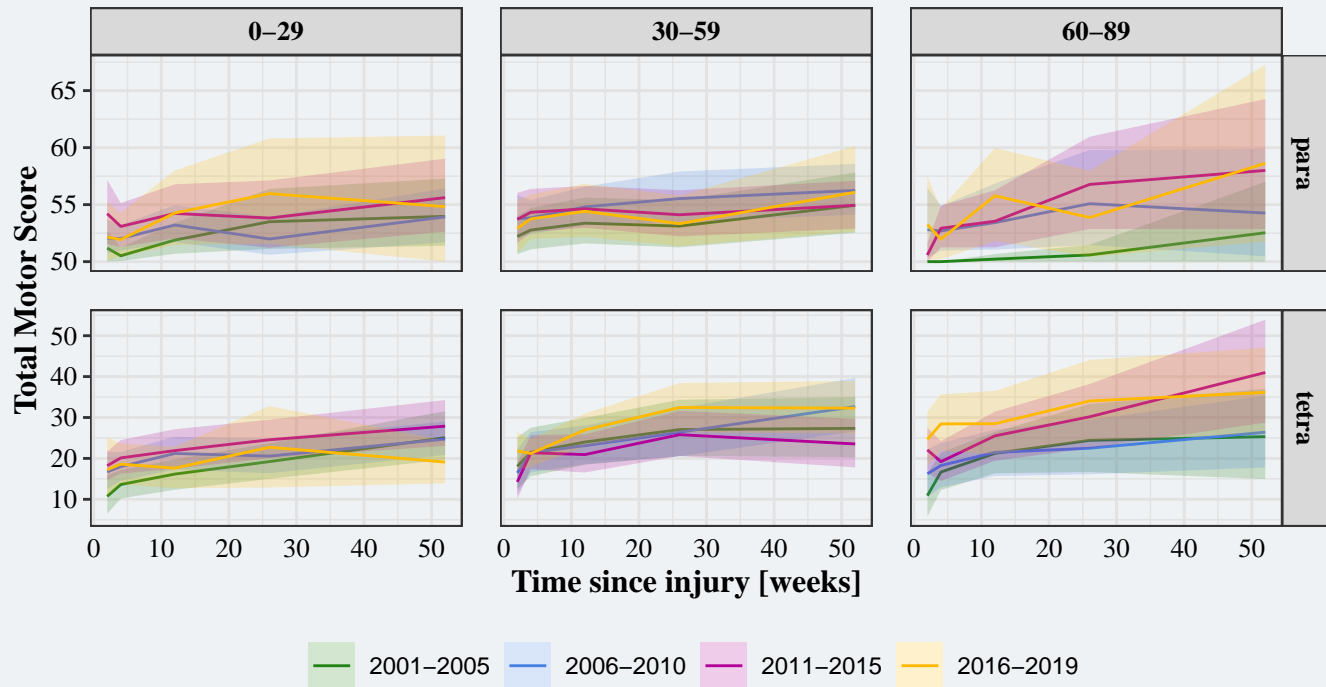 0–29 30–59 60–89
Total Motor Score
65
60
55
50
para
50
40
30
20
10
tetra
0 10 20 30 40 50 0 10 20 30 40 50 0 10 20 30 40 50
Time since injury [weeks]
2001–2005 2006–2010 2011–2015 2016–2019